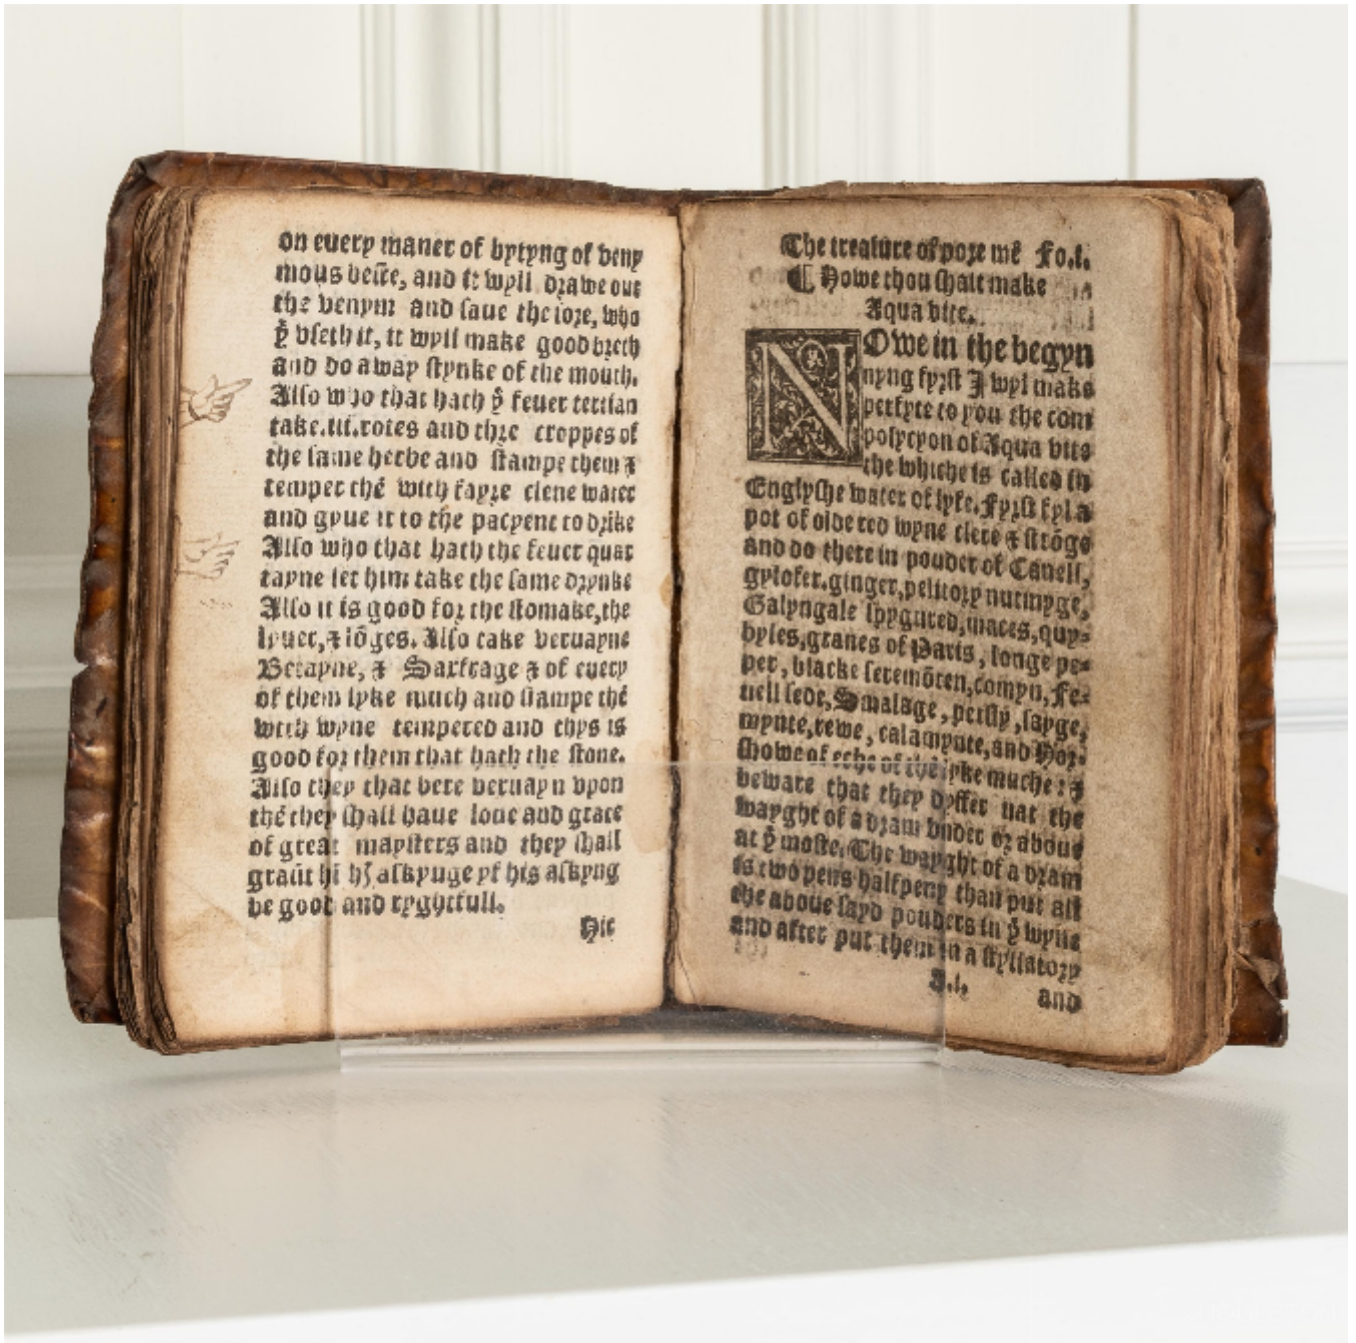 on euery maner of bytyng of veny
mous beste, and it wyll drawe out
the venym and saue the sore, who
ẏ vseth it, it wyll make good breth
and do away stynke of the mouth.
Also who that hath ẏ feuer tertian
take.iii.rotes and thre croppes of
the same herbe and stampe them ⁊
temper thē with fayre clene water
and gyue it to the pacyent to drīke
Also who that hath the feuer quar
tayne let him take the same drynke
Also it is good for the stomake,the
lyuer,⁊ lōges. Also take veruayne
Betayne, ⁊ Saxfrage ⁊ of euery
of them lyke much and stampe thē
with wyne tempered and thys is
good for them that hath the stone.
Also they that bere veruayn vpon
thē they shall haue loue and grace
of great maysters and they shall
graūt hī hys askynge yf his askyng
be good and ryghtfull.
The treasure of pore mē Fo.i.
¶ Howe thou shalt make
Aqua vite.
NOwe in the begyn
nyng fyrst I wyl make
perfyte to you the com
posycyon of Aqua vite
the whiche is called in
Englyshe water of lyfe. Fyrst fyl a
pot of olde red wyne clere ⁊ strōge
and do there in pouder of Canell,
gylofer.ginger,pelitory nutmyge,
Galyngale spygured,maces,quy-
byles,granes of Paris, longe pe-
per, blacke seremōten,comyn, Fe-
nell sede,Smalage, persly, sayge,
mynte,rewe, calamynte,and Hor-
showe of eche of thē lyke muche: ⁊
beware that they dyffer nat the
wayght of a dram vnder or aboue
at ẏ moste. The wayght of a dram
is two pens halfpeny than put all
the aboue sayd pouders in ẏ wyne
and after put them in a styllatory
A.i. and